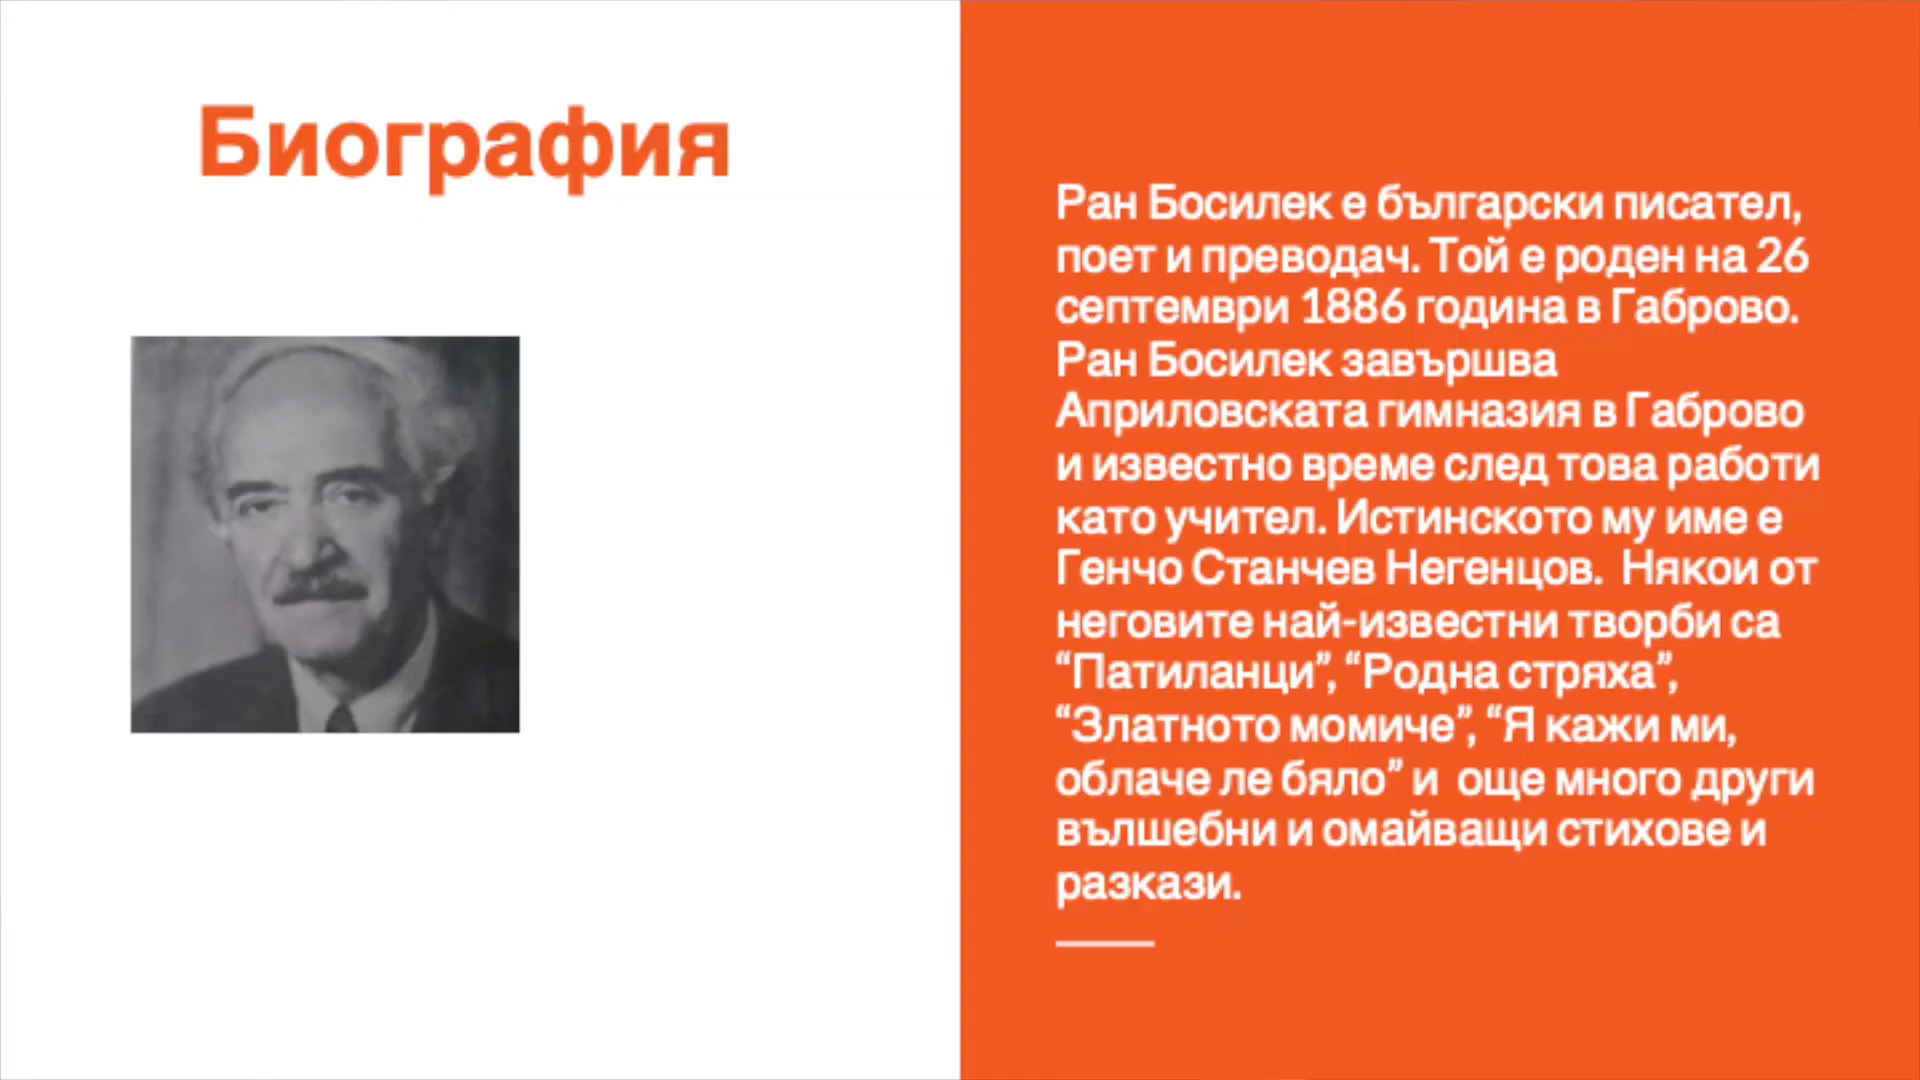 Биография
Ран Босилек е български писател,
поет и преводач. Той е роден на 26
септември 1886 година в Габрово.
Ран Босилек завършва
Априловската гимназия в Габрово
и известно време след това работи
като учител. Истинското му име е
Генчо Станчев Негенцов.  Някои от
неговите най-известни творби са
“Патиланци”, “Родна стряха”,
“Златното момиче”, “Я кажи ми,
облаче ле бяло” и  още много други
вълшебни и омайващи стихове и
разкази.